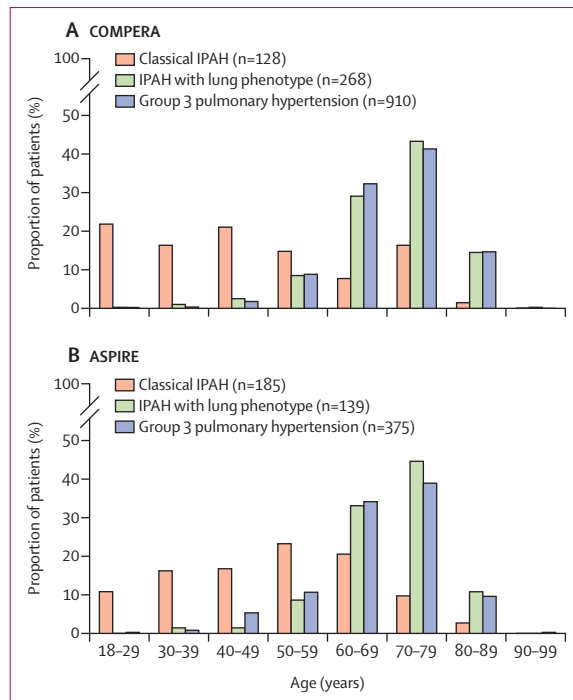 A COMPERA
100
Classical IPAH (n=128)
IPAH with lung phenotype (n=268)
Group 3 pulmonary hypertension (n=910)
50
40
30
20
10
0
Proportion of patients (%)
B ASPIRE
100
Classical IPAH (n=185)
IPAH with lung phenotype (n=139)
Group 3 pulmonary hypertension (n=375)
50
40
30
20
10
0
Proportion of patients (%)
18–29 30–39 40–49 50–59 60–69 70–79 80–89 90–99
Age (years)